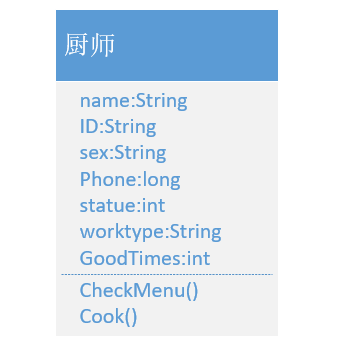 厨师
name:String
ID:String
sex:String
Phone:long
statue:int
worktype:String
GoodTimes:int
CheckMenu()
Cook()